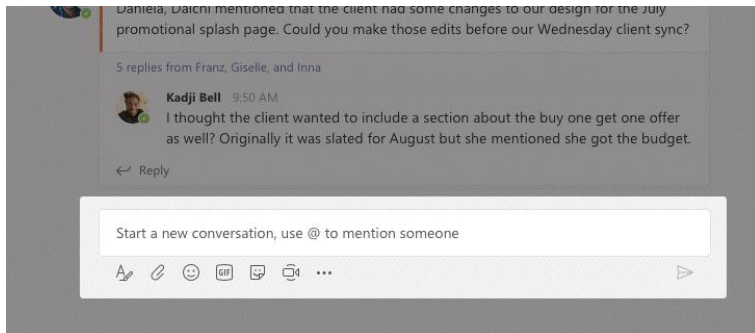 Daniela, Daichi mentioned that the client had some changes to our design for the July
promotional splash page. Could you make those edits before our Wednesday client sync?
5 replies from Franz, Giselle, and Inna
Kadji Bell 9:50 AM
I thought the client wanted to include a section about the buy one get one offer
as well? Originally it was slated for August but she mentioned she got the budget.
Reply
Start a new conversation, use @ to mention someone
GIF